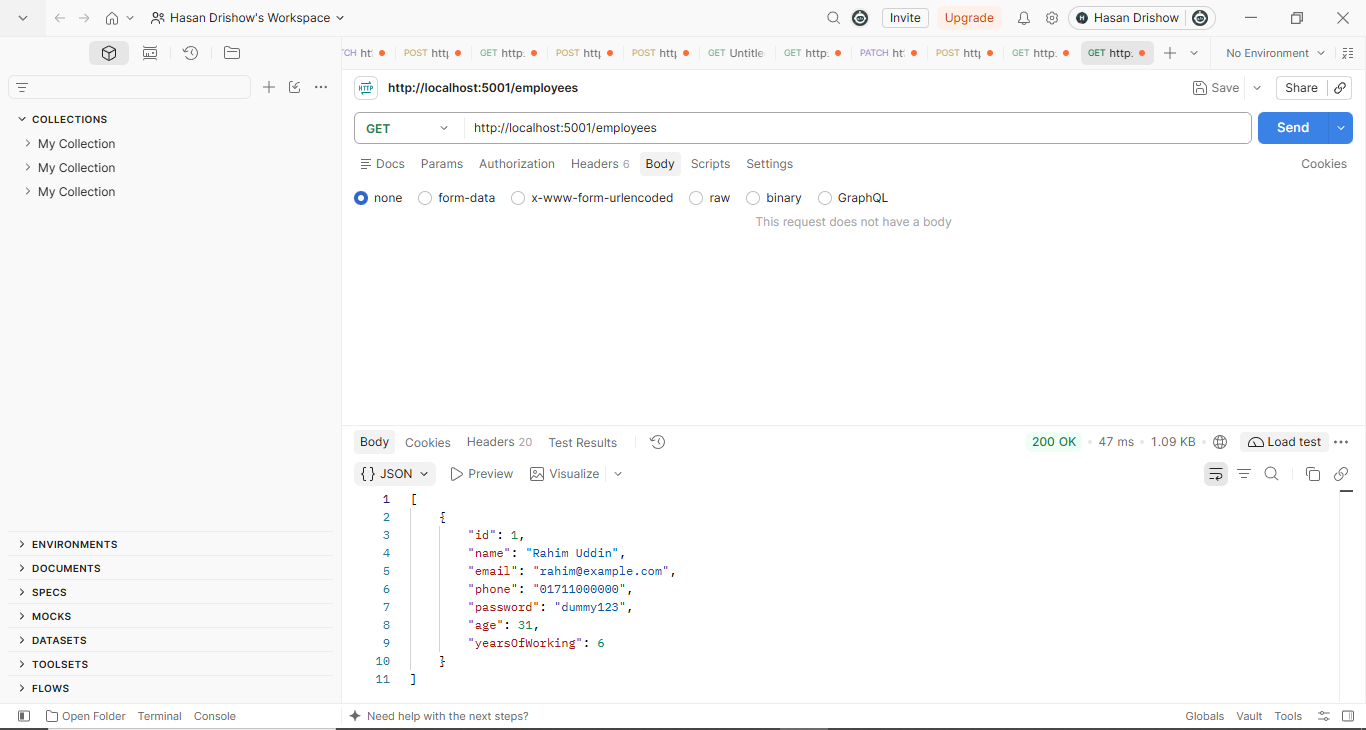 Hasan Drishow's Workspace
Invite
Upgrade
Hasan Drishow
TCH
POST
GET http.
POST
POST
GET Untitle
GET http.
PATCH
POST
GET http.
GET http.
No Environment
HTTP
http://localhost:5001/employees
Save
Share
GET
http://localhost:5001/employees
Send
Docs
Params
Authorization
Headers 6
Body
Scripts
Settings
Cookies
none
form-data
x-www-form-urlencoded
raw
binary
GraphQL
This request does not have a body
COLLECTIONS
My Collection
My Collection
My Collection
ENVIRONMENTS
DOCUMENTS
SPECS
MOCKS
DATASETS
TOOLSETS
FLOWS
Body
Cookies
Headers 20
Test Results
200 OK
47 ms
1.09 KB
Load test
{} JSON
Preview
Visualize
1 [
2 {
3 "id": 1,
4 "name": "Rahim Uddin",
5 "email": "rahim@example.com",
6 "phone": "01711000000",
7 "password": "dummy123",
8 "age": 31,
9 "yearsOfWorking": 6
10 }
11 ]
Open Folder
Terminal
Console
Need help with the next steps?
Globals
Vault
Tools